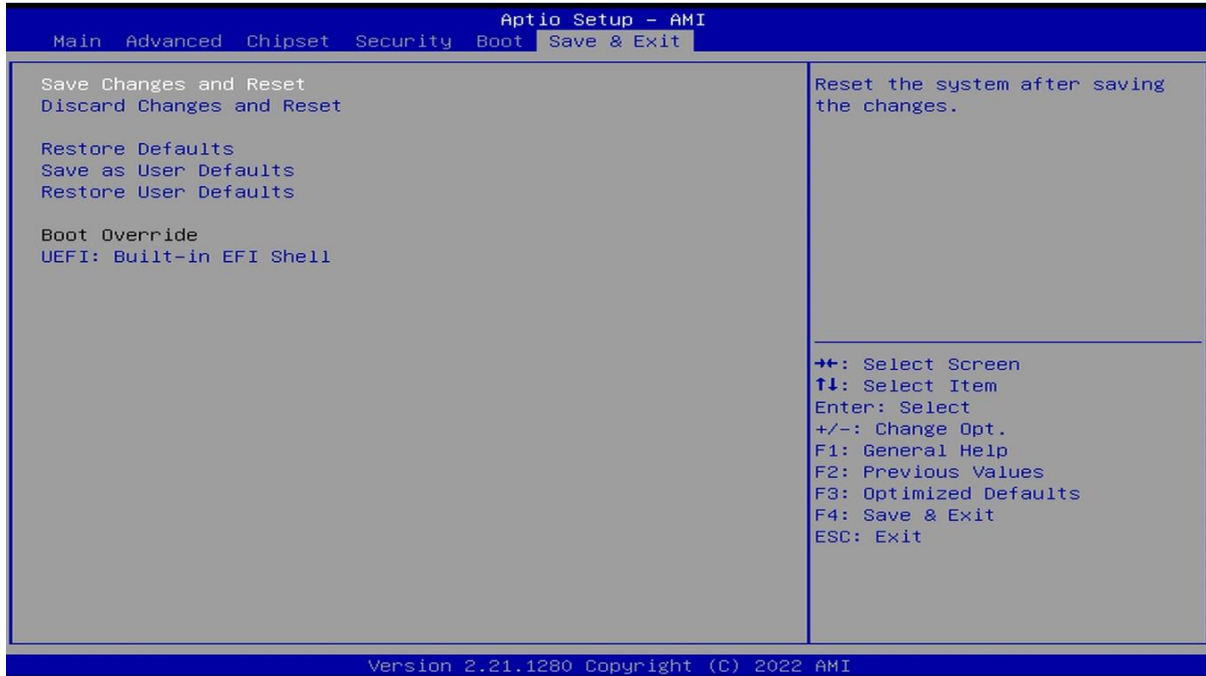 Aptio Setup – AMI
Main Advanced Chipset Security Boot Save & Exit
Save Changes and Reset
Discard Changes and Reset
Restore Defaults
Save as User Defaults
Restore User Defaults
Boot Override
UEFI: Built-in EFI Shell
Reset the system after saving
the changes.
→←: Select Screen
↑↓: Select Item
Enter: Select
+/-: Change Opt.
F1: General Help
F2: Previous Values
F3: Optimized Defaults
F4: Save & Exit
ESC: Exit
Version 2.21.1280 Copyright (C) 2022 AMI